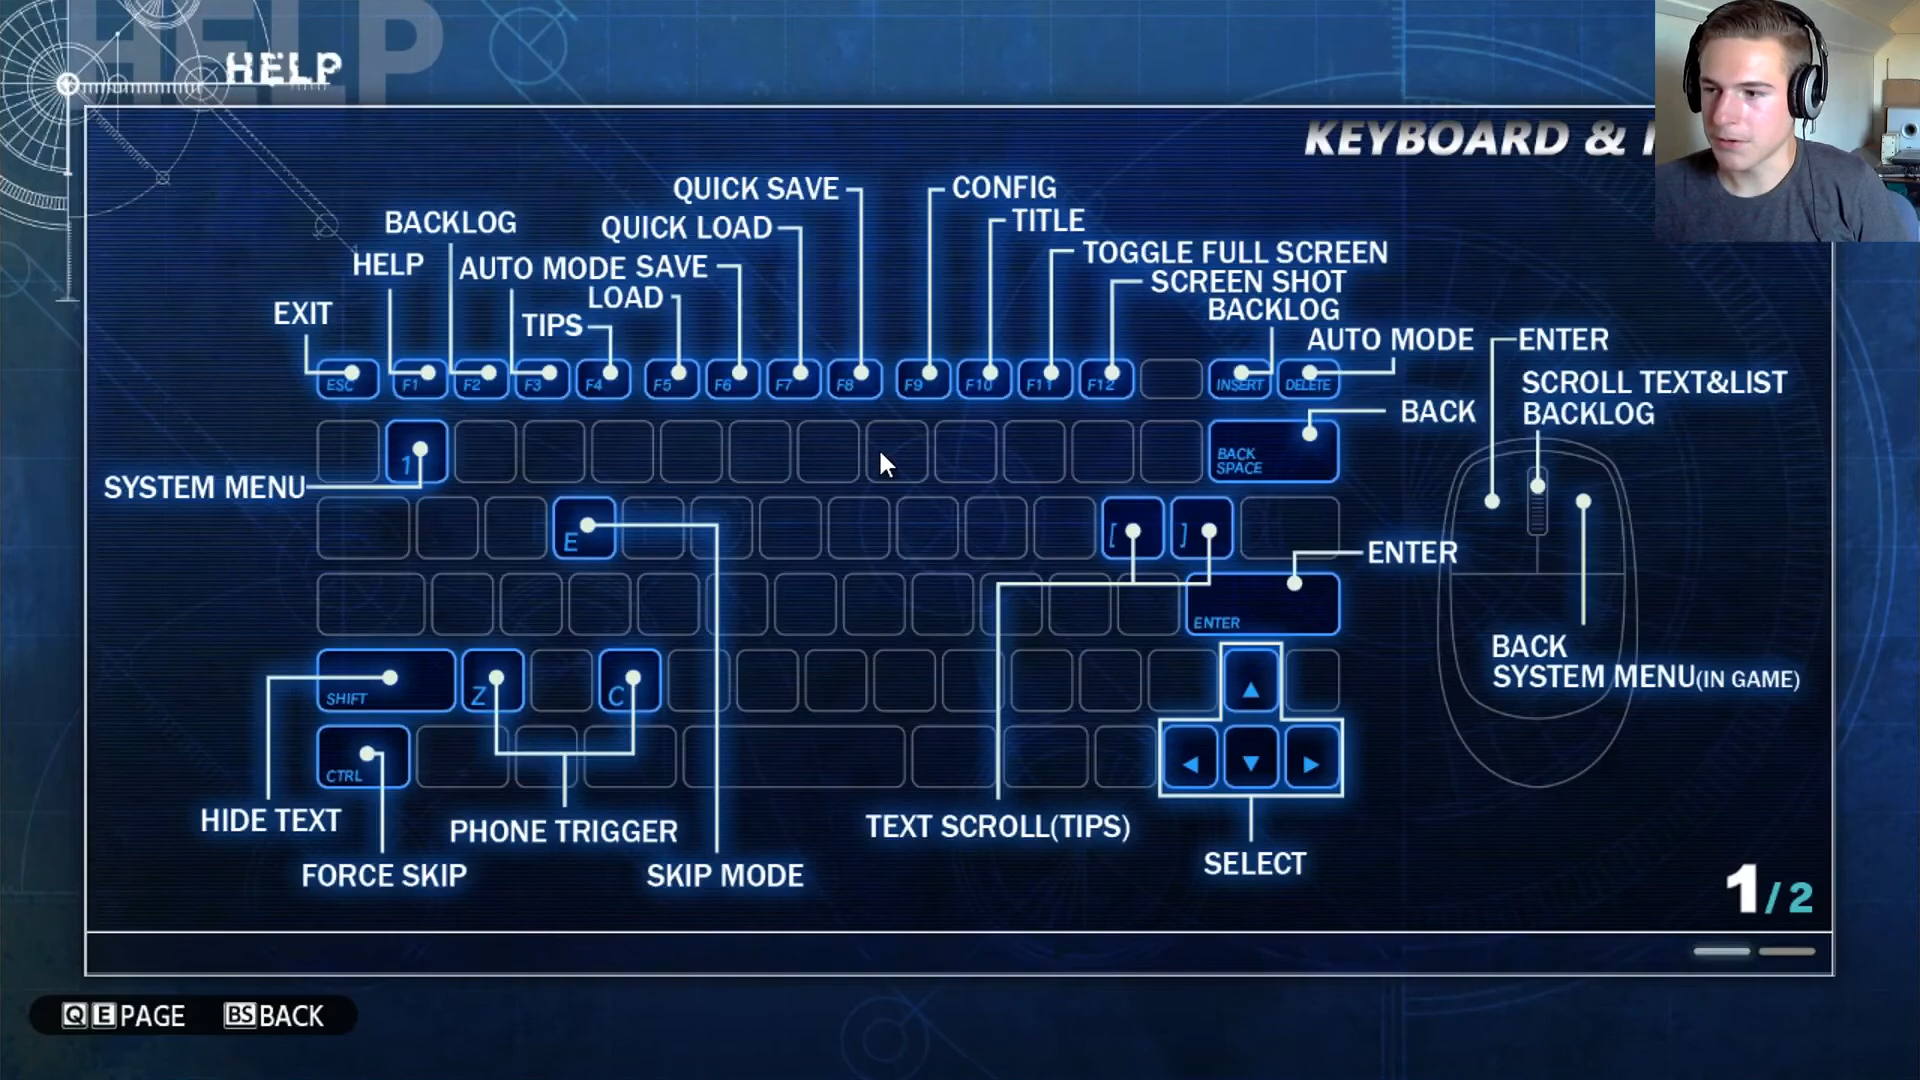 HELP
HELP
KEYBOARD &
QUICK SAVE
CONFIG
BACKLOG
QUICK LOAD
TITLE
HELP
AUTO MODE
SAVE
TOGGLE FULL SCREEN
LOAD
SCREEN SHOT
EXIT
TIPS
BACKLOG
AUTO MODE
ENTER
ESC
F1
F2
F3
F4
F5
F6
F7
F8
F9
F10
F11
F12
INSERT
DELETE
SCROLL TEXT&LIST
BACKLOG
BACK
1
BACK
SPACE
SYSTEM MENU
E
[
]
ENTER
ENTER
BACK
SYSTEM MENU(IN GAME)
SHIFT
Z
C
CTRL
HIDE TEXT
PHONE TRIGGER
TEXT SCROLL(TIPS)
FORCE SKIP
SKIP MODE
SELECT
1/2
Q E PAGE
BS BACK